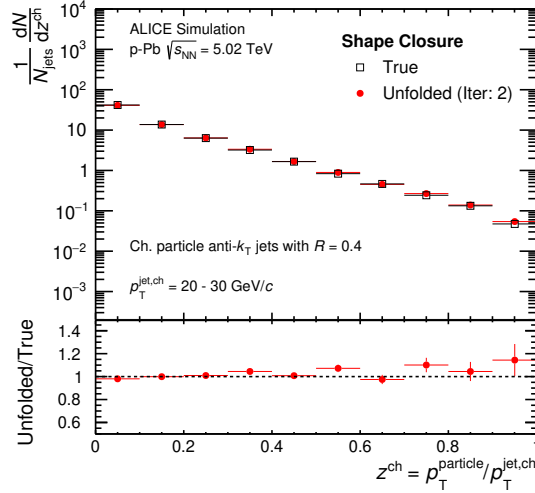 ALICE Simulation
p-Pb √s_NN = 5.02 TeV
Shape Closure
True
Unfolded (Iter: 2)
Ch. particle anti-k_T jets with R = 0.4
p_T^jet,ch = 20 - 30 GeV/c
1/N_jets dN/dz^ch
10^4
10^3
10^2
10
1
10^−1
10^−2
10^−3
Unfolded/True
1.4
1.2
1
0.8
0.6
0 0.2 0.4 0.6 0.8 1
z^ch = p_T^particle/p_T^jet,ch